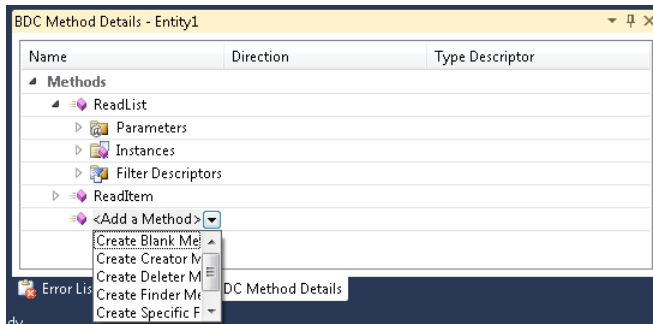 BDC Method Details - Entity1
Name Direction Type Descriptor
Methods
ReadList
Parameters
Instances
Filter Descriptors
ReadItem
<Add a Method>
Create Blank Me
Create Creator M
Create Deleter M
Error Lis DC Method Details
Create Finder Me
Create Specific F